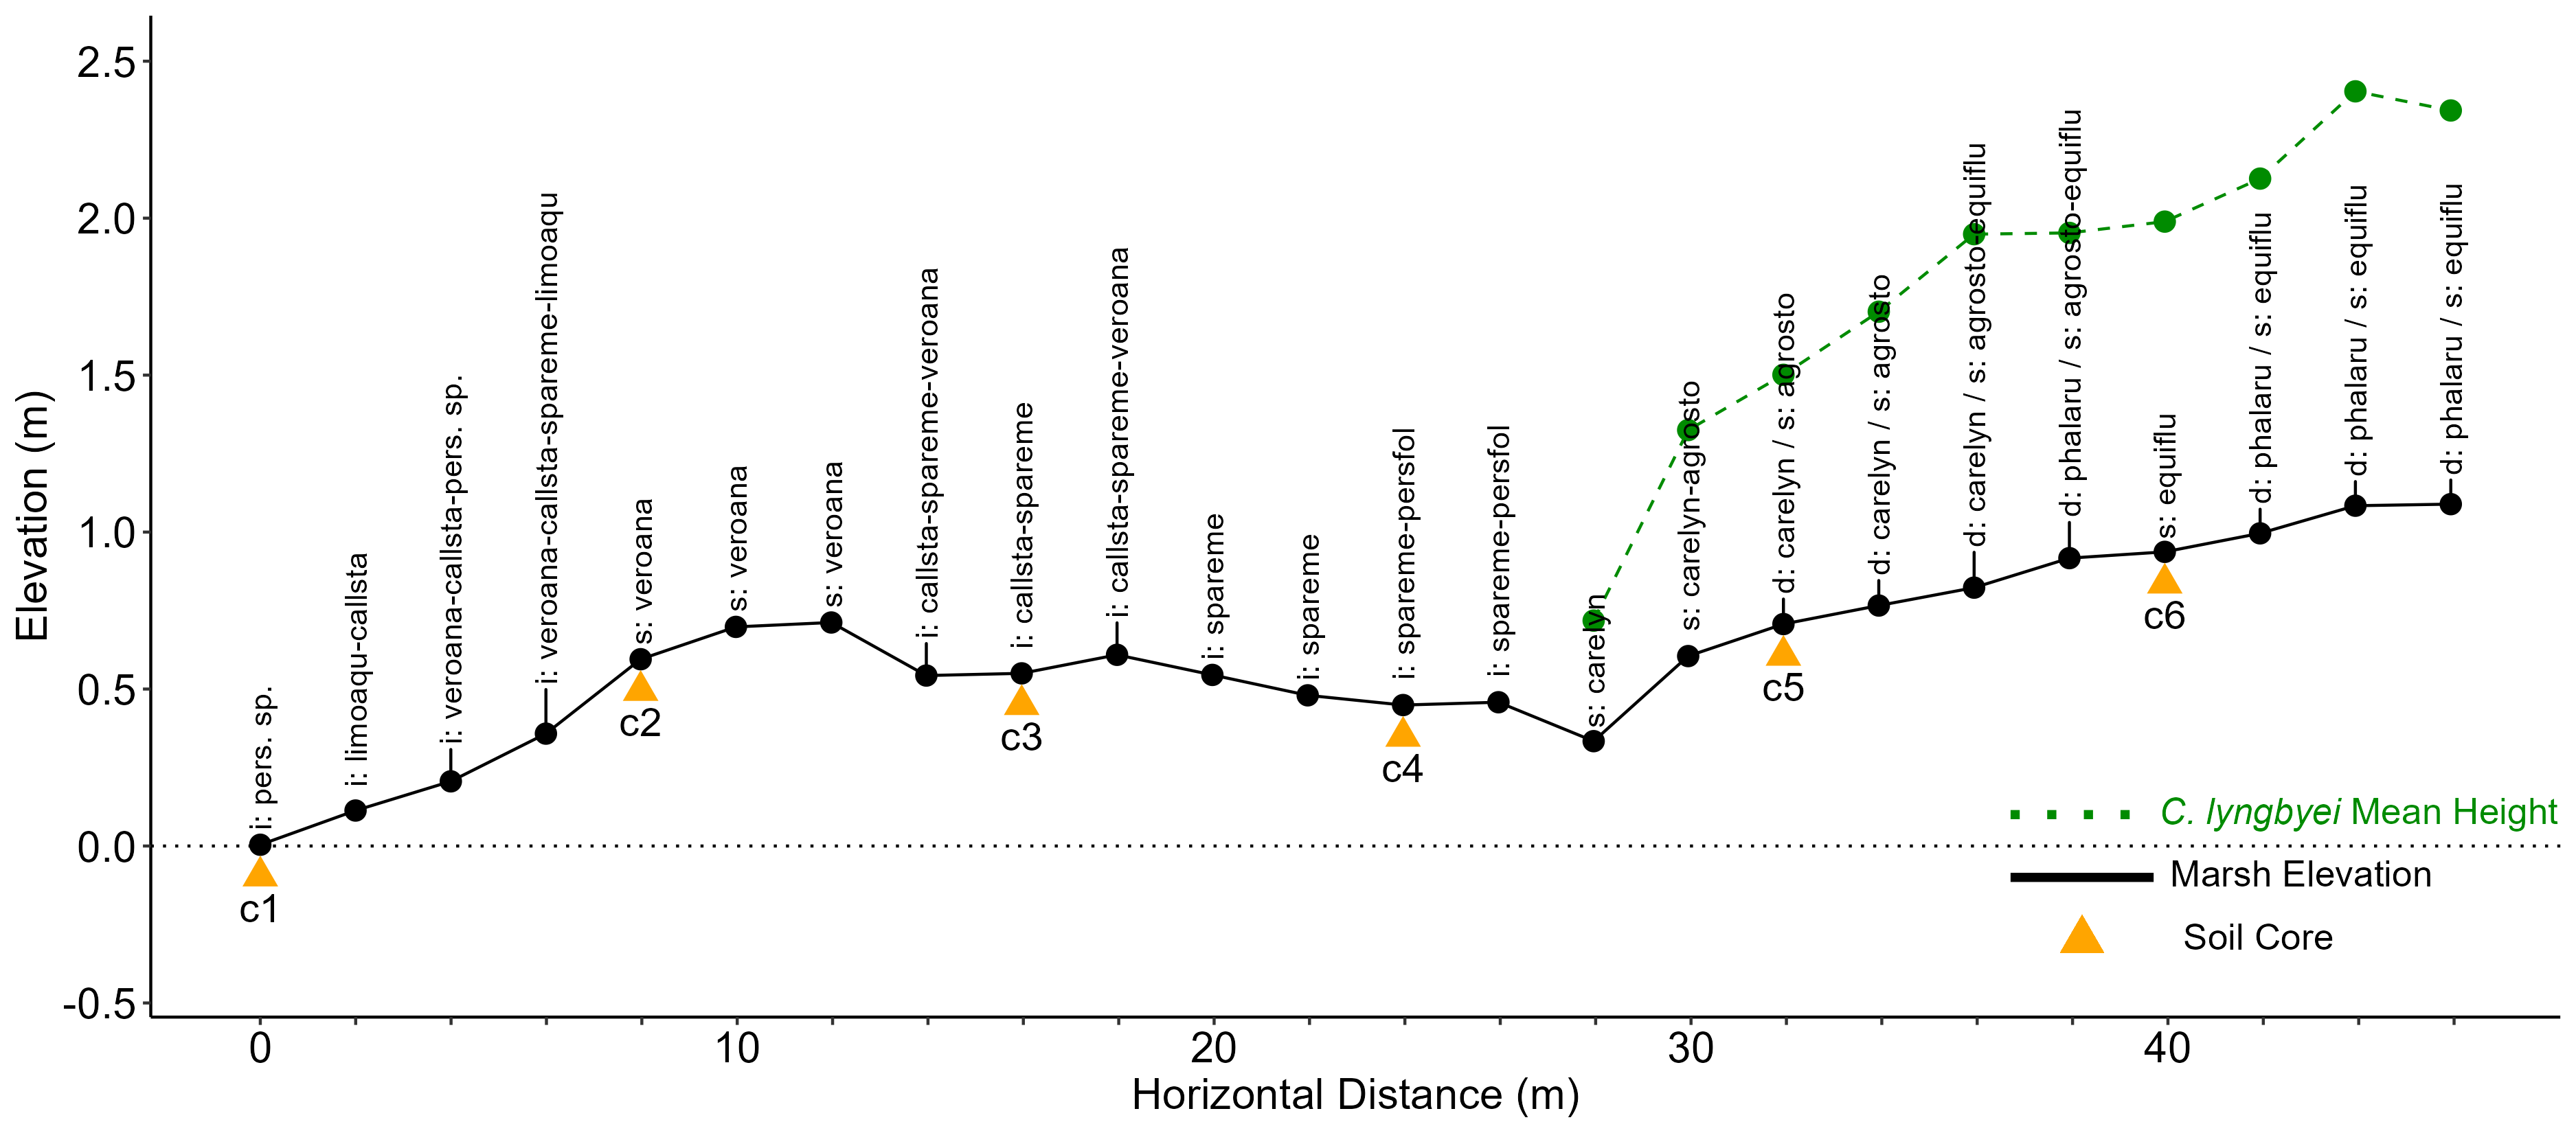 Elevation (m)
2.5
2.0
1.5
1.0
0.5
0.0
-0.5
i: pers. sp.
i: limoaqu-callsta
i: veroana-callsta-pers. sp.
i: veroana-callsta-spareme-limoaqu
s: veroana
s: veroana
s: veroana
i: callsta-spareme-veroana
i: callsta-spareme
i: callsta-spareme-veroana
i: spareme
i: spareme
i: spareme-persfol
i: spareme-persfol
s: carelyn
s: carelyn-agrosto
d: carelyn / s: agrosto
d: carelyn / s: agrosto
d: carelyn / s: agrosto-equiflu
d: phalaru / s: agrosto-equiflu
s: equiflu
d: phalaru / s: equiflu
d: phalaru / s: equiflu
d: phalaru / s: equiflu
c1
c2
c3
c4
c5
c6
C. lyngbyei Mean Height
Marsh Elevation
Soil Core
0
10
20
30
40
Horizontal Distance (m)